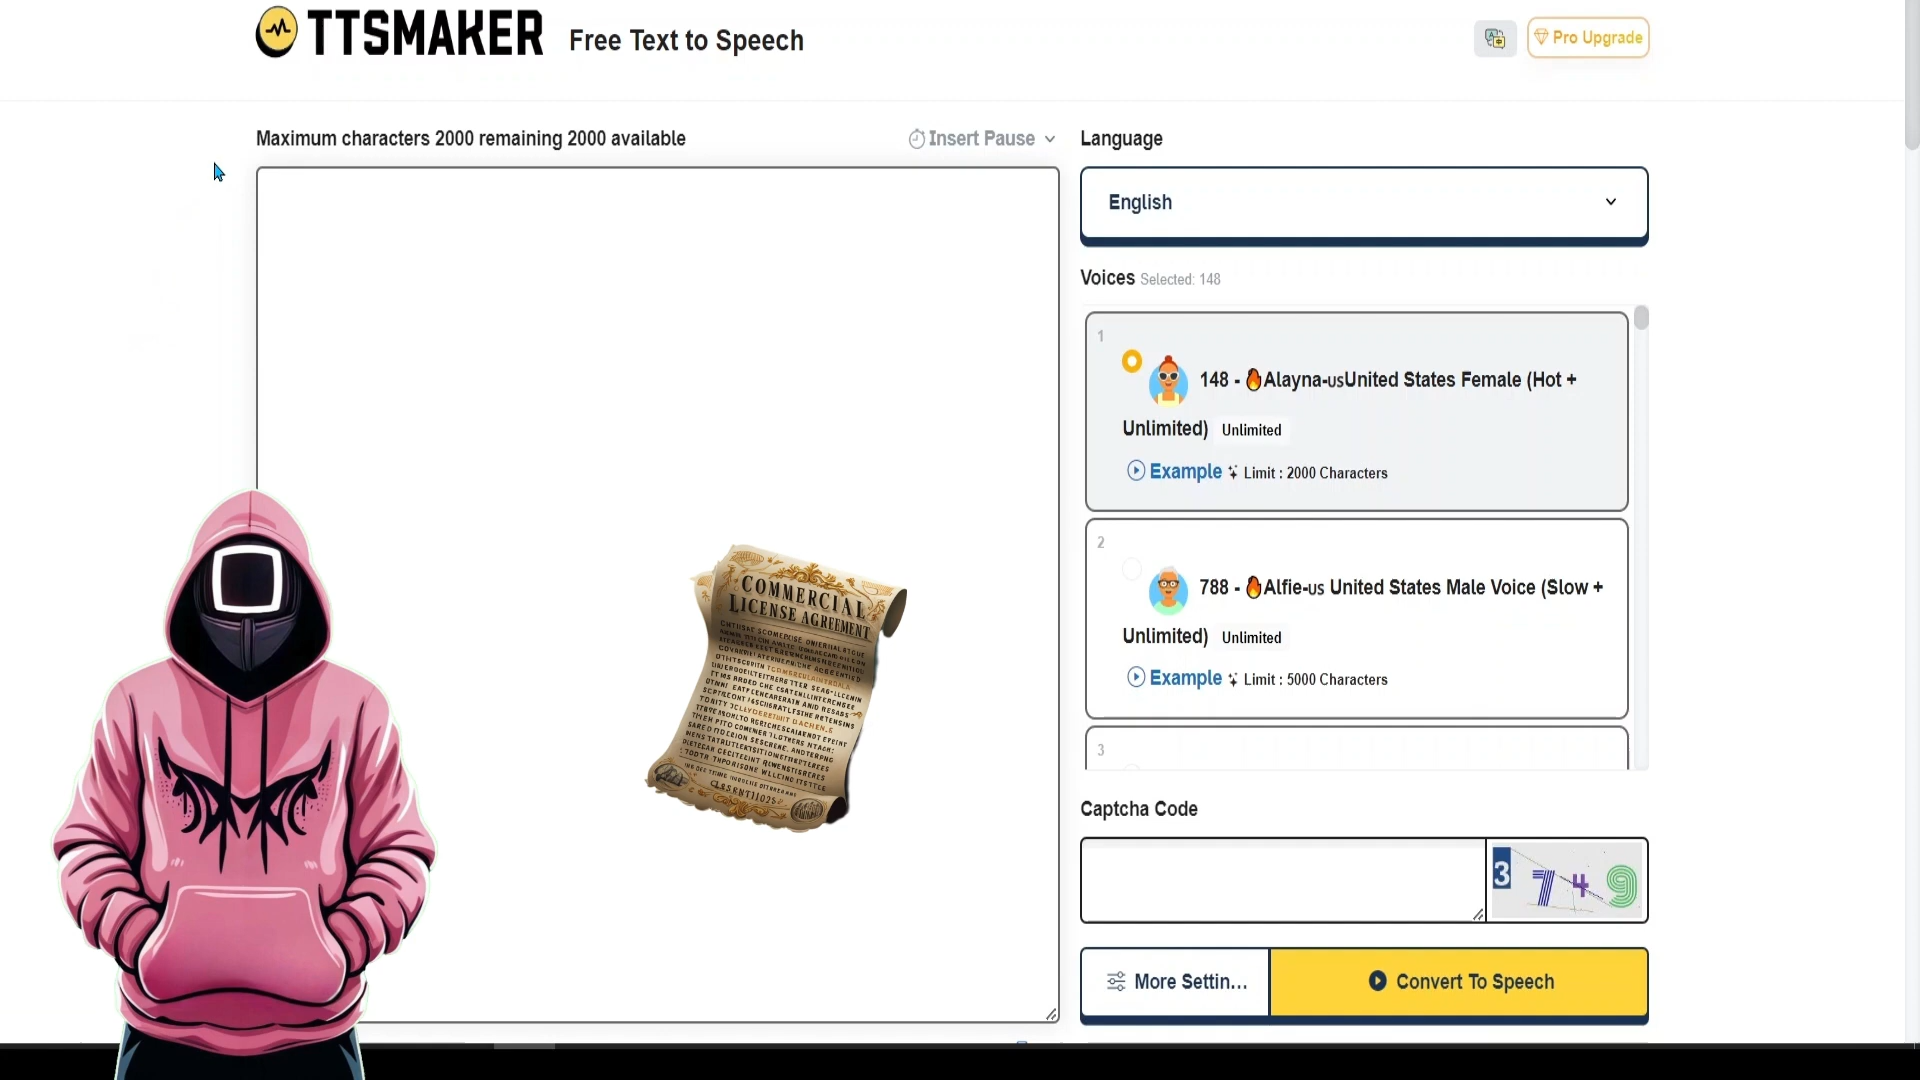 TTSMAKER
Free Text to Speech
Pro Upgrade
Maximum characters 2000 remaining 2000 available
Insert Pause
Language
English
Voices Selected: 148
1
148 - 🔥Alayna-usUnited States Female (Hot +
Unlimited) Unlimited
Example Limit : 2000 Characters
2
788 - 🔥Alfie-us United States Male Voice (Slow +
Unlimited) Unlimited
Example Limit : 5000 Characters
3
COMMERCIAL
LICENSE AGREEMENT
Captcha Code
3 7 4 9
More Settin...
Convert To Speech